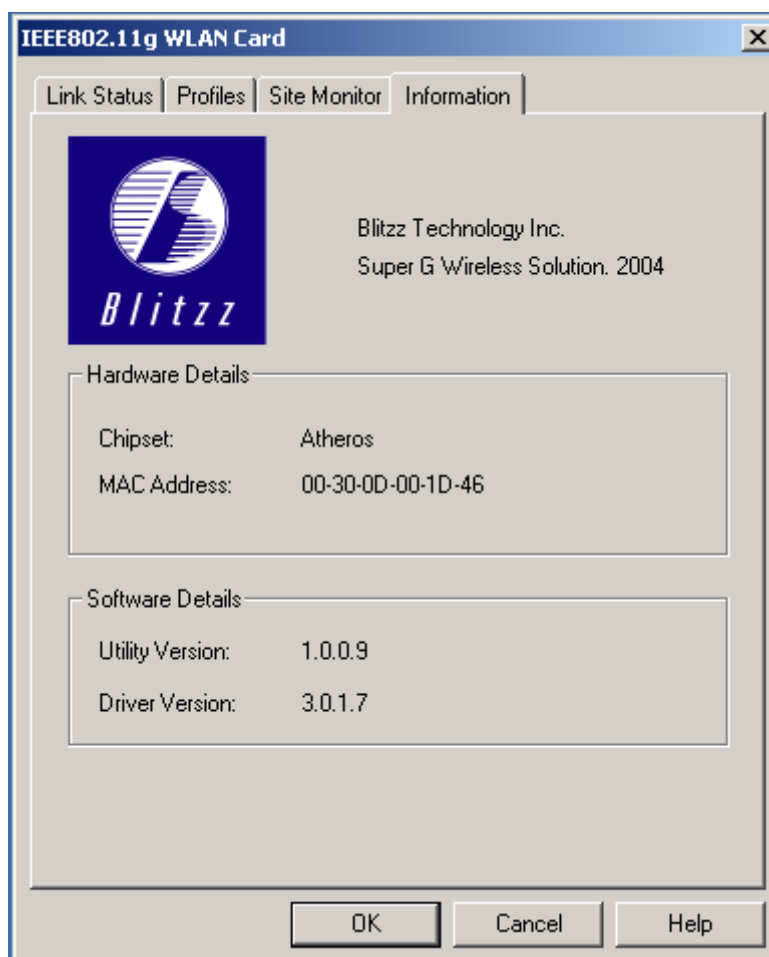 IEEE802.11g WLAN Card
Link Status Profiles Site Monitor Information
Blitzz Technology Inc.
Super G Wireless Solution. 2004
Blitzz
Hardware Details
Chipset: Atheros
MAC Address: 00-30-0D-00-1D-46
Software Details
Utility Version: 1.0.0.9
Driver Version: 3.0.1.7
OK Cancel Help